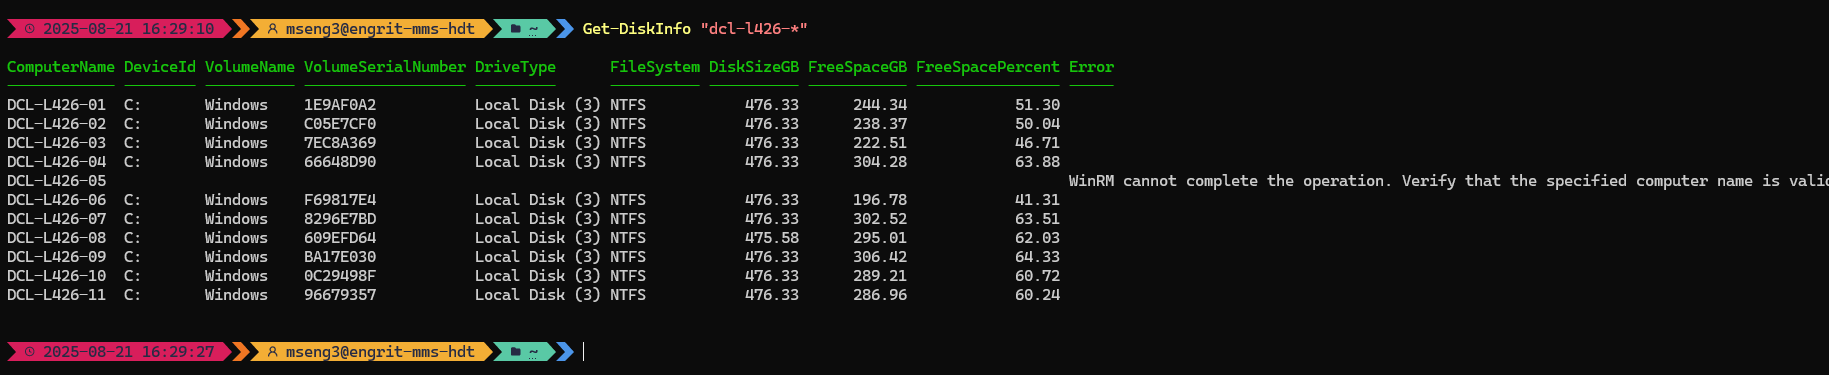 2025-08-21 16:29:10 mseng3@engrit-mms-hdt ~ Get-DiskInfo "dcl-l426-*"
ComputerName DeviceId VolumeName VolumeSerialNumber DriveType      FileSystem DiskSizeGB FreeSpaceGB FreeSpacePercent Error
DCL-L426-01  C:       Windows    1E9AF0A2           Local Disk (3) NTFS           476.33      244.34            51.30
DCL-L426-02  C:       Windows    C05E7CF0           Local Disk (3) NTFS           476.33      238.37            50.04
DCL-L426-03  C:       Windows    7EC8A369           Local Disk (3) NTFS           476.33      222.51            46.71
DCL-L426-04  C:       Windows    66648D90           Local Disk (3) NTFS           476.33      304.28            63.88
DCL-L426-05                                                                                                           WinRM cannot complete the operation. Verify that the specified computer name is valid
DCL-L426-06  C:       Windows    F69817E4           Local Disk (3) NTFS           476.33      196.78            41.31
DCL-L426-07  C:       Windows    8296E7BD           Local Disk (3) NTFS           476.33      302.52            63.51
DCL-L426-08  C:       Windows    609EFD64           Local Disk (3) NTFS           475.58      295.01            62.03
DCL-L426-09  C:       Windows    BA17E030           Local Disk (3) NTFS           476.33      306.42            64.33
DCL-L426-10  C:       Windows    0C29498F           Local Disk (3) NTFS           476.33      289.21            60.72
DCL-L426-11  C:       Windows    96679357           Local Disk (3) NTFS           476.33      286.96            60.24
2025-08-21 16:29:27 mseng3@engrit-mms-hdt ~